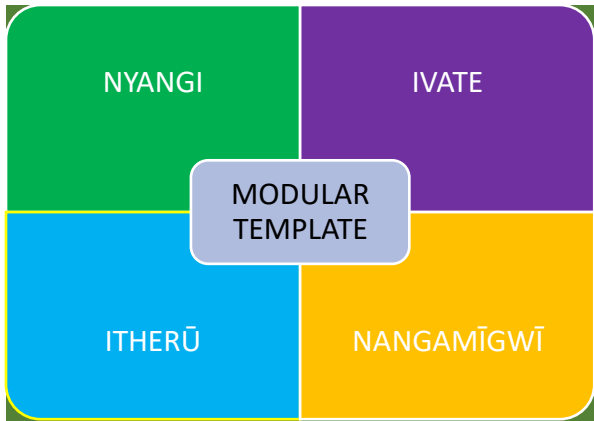 NYANGI
IVATE
MODULAR
TEMPLATE
ITHERŪ
NANGAMĪGWĪ